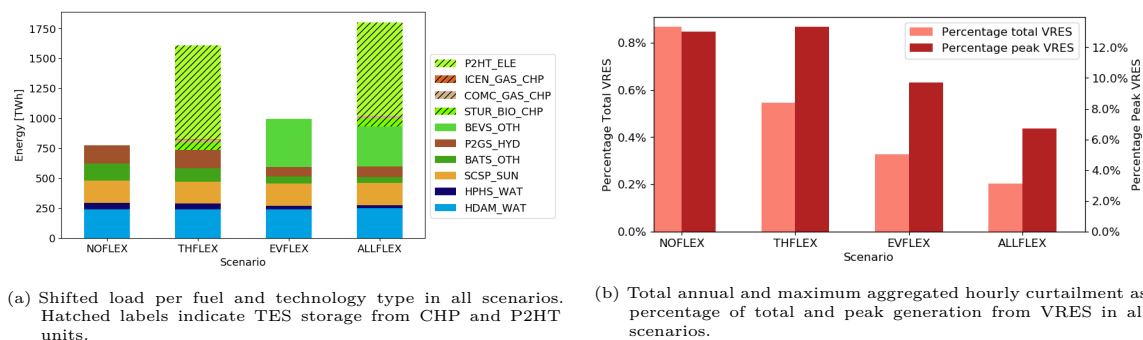 1750
1500
1250
1000
750
500
250
0
Energy [TWh]
NOFLEX THFLEX EVFLEX ALLFLEX
Scenario
P2HT_ELE
ICEN_GAS_CHP
COMC_GAS_CHP
STUR_BIO_CHP
BEVS_OTH
P2GS_HYD
BATS_OTH
SCSP_SUN
HPHS_WAT
HDAM_WAT
(a) Shifted load per fuel and technology type in all scenarios.
Hatched labels indicate TES storage from CHP and P2HT
units.
0.8%
0.6%
0.4%
0.2%
0.0%
Percentage Total VRES
Percentage total VRES
Percentage peak VRES
12.0%
10.0%
8.0%
6.0%
4.0%
2.0%
0.0%
Percentage Peak VRES
NOFLEX THFLEX EVFLEX ALLFLEX
Scenario
(b) Total annual and maximum aggregated hourly curtailment as
percentage of total and peak generation from VRES in al
scenarios.